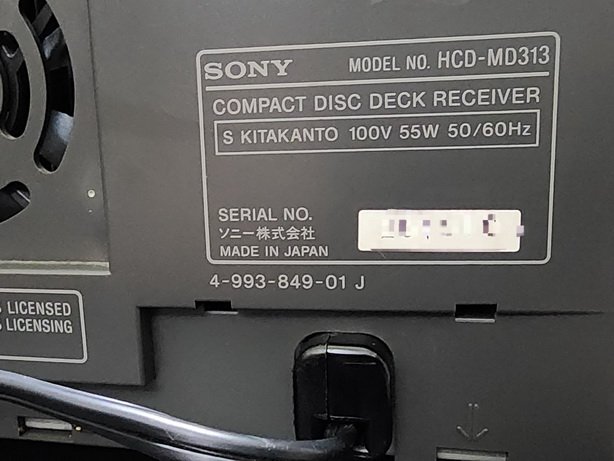 SONY MODEL NO. HCD-MD313
COMPACT DISC DECK RECEIVER
S KITAKANTO 100V 55W 50/60Hz
SERIAL NO.
ソニー株式会社
MADE IN JAPAN
4-993-849-01 J
LICENSED
LICENSING